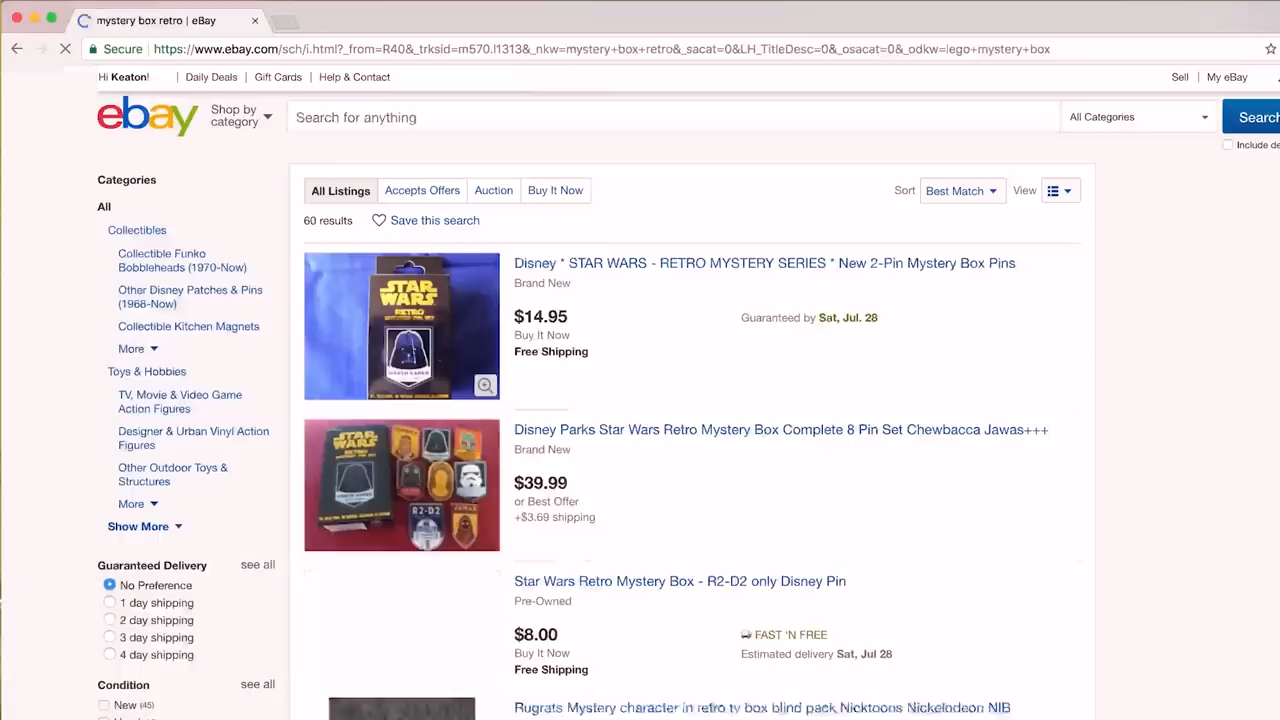 mystery box retro | eBay
Secure
https://www.ebay.com/sch/i.html?_from=R40&_trksid=m570.l1313&_nkw=mystery+box+retro&_sacat=0&LH_TitleDesc=0&_osacat=0&_odkw=lego+mystery+box
Hi Keaton!
Daily Deals
Gift Cards
Help & Contact
Sell
My eBay
ebay
Shop by category
Search for anything
All Categories
Search
Include de
Categories
All
Collectibles
Collectible Funko
Bobbleheads (1970-Now)
Other Disney Patches & Pins
(1968-Now)
Collectible Kitchen Magnets
More
Toys & Hobbies
TV, Movie & Video Game
Action Figures
Designer & Urban Vinyl Action
Figures
Other Outdoor Toys &
Structures
More
Show More
Guaranteed Delivery
see all
No Preference
1 day shipping
2 day shipping
3 day shipping
4 day shipping
Condition
see all
New (45)
All Listings
Accepts Offers
Auction
Buy It Now
Sort
Best Match
View
60 results
Save this search
STAR
WARS
RETRO
DARTH VADER
Disney * STAR WARS - RETRO MYSTERY SERIES * New 2-Pin Mystery Box Pins
Brand New
$14.95
Buy It Now
Free Shipping
Guaranteed by Sat, Jul. 28
STAR
WARS
RETRO
R2-D2
JAWAS
Disney Parks Star Wars Retro Mystery Box Complete 8 Pin Set Chewbacca Jawas+++
Brand New
$39.99
or Best Offer
+$3.69 shipping
Star Wars Retro Mystery Box - R2-D2 only Disney Pin
Pre-Owned
$8.00
Buy It Now
Free Shipping
FAST 'N FREE
Estimated delivery Sat, Jul 28
Rugrats Mystery character in retro tv box blind pack Nicktoons Nickelodeon NIB